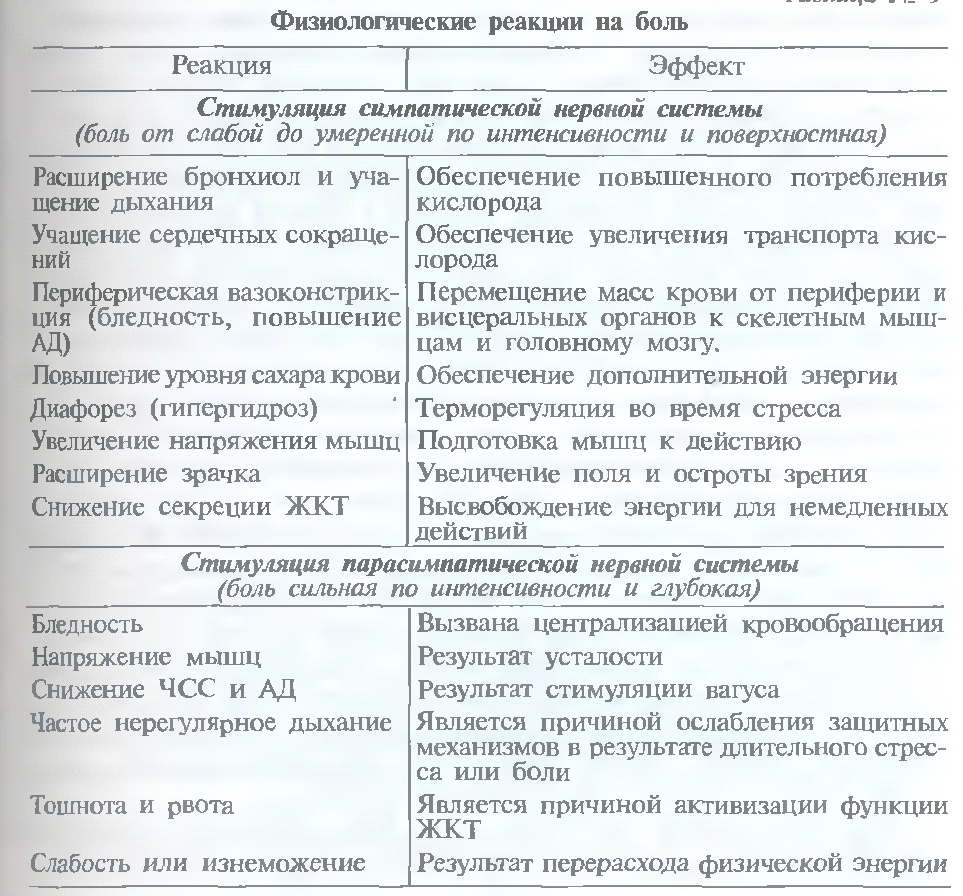 Физиологические реакции на боль
Реакция Эффект
Стимуляция симпатической нервной системы
(боль от слабой до умеренной по интенсивности и поверхностная)
Расширение бронхиол и уча-
щение дыхания
Обеспечение повышенного потребления
кислорода
Учащение сердечных сокраще-
ний
Обеспечение увеличения транспорта кис-
лорода
Периферическая вазоконстрик-
ция (бледность, повышение
АД)
Перемещение масс крови от периферии и
висцеральных органов к скелетным мыш-
цам и головному мозгу.
Повышение уровня сахара крови
Обеспечение дополнительной энергии
Диафорез (гипергидроз)
Терморегуляция во время стресса
Увеличение напряжения мышц
Подготовка мышц к действию
Расширение зрачка
Увеличение поля и остроты зрения
Снижение секреции ЖКТ
Высвобождение энергии для немедленных
действий
Стимуляция парасимпатической нервной системы
(боль сильная по интенсивности и глубокая)
Бледность
Вызвана централизацией кровообращения
Напряжение мышц
Результат усталости
Снижение ЧСС и АД
Результат стимуляции вагуса
Частое нерегулярное дыхание
Является причиной ослабления защитных
механизмов в результате длительного стрес-
са или боли
Тошнота и рвота
Является причиной активизации функции
ЖКТ
Слабость или изнеможение
Результат перерасхода физической энергии